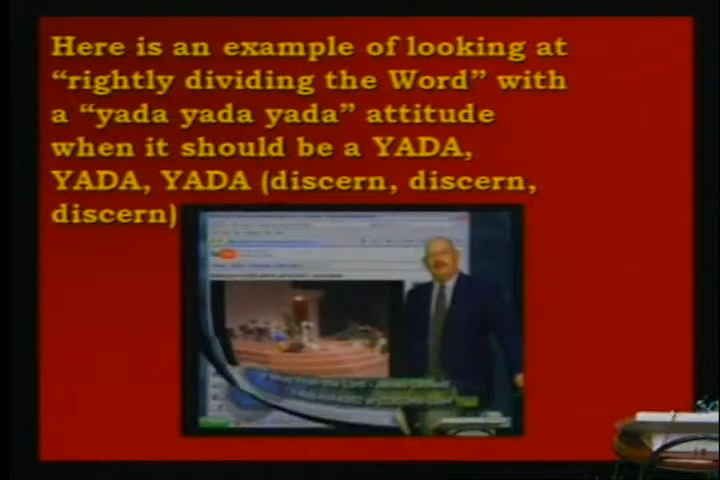 Here is an example of looking at
“rightly dividing the Word” with
a “yada yada yada” attitude
when it should be a YADA,
YADA, YADA (discern, discern,
discern)